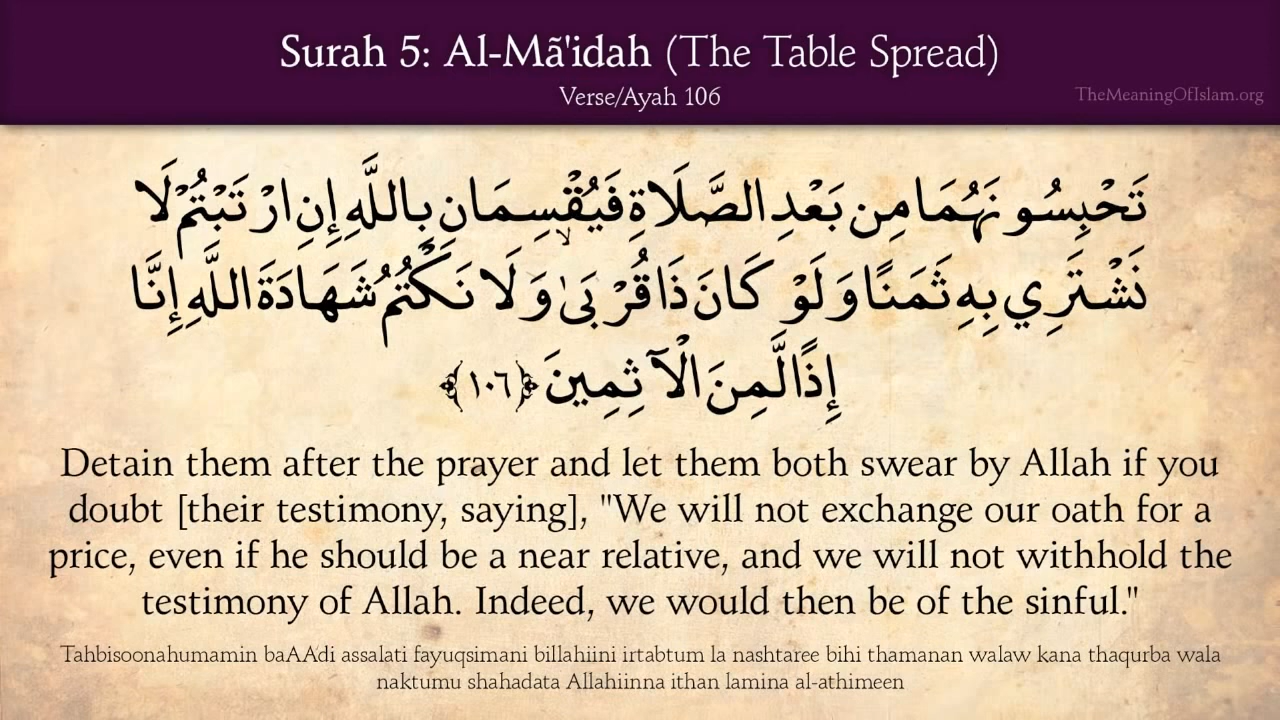 Surah 5: Al-Mã'idah (The Table Spread)
Verse/Ayah 106
TheMeaningOfIslam.org
تَحْبِسُونَهُمَا مِن بَعْدِ الصَّلَاةِ فَيُقْسِمَانِ بِاللَّهِ إِنِ ارْتَبْتُمْ لَا
نَشْتَرِي بِهِ ثَمَنًا وَلَوْ كَانَ ذَا قُرْبَىٰ ۙ وَلَا نَكْتُمُ شَهَادَةَ اللَّهِ إِنَّا
إِذًا لَّمِنَ الْآثِمِينَ ﴿١٠٦﴾
Detain them after the prayer and let them both swear by Allah if you
doubt [their testimony, saying], "We will not exchange our oath for a
price, even if he should be a near relative, and we will not withhold the
testimony of Allah. Indeed, we would then be of the sinful."
Tahbisoonahumamin baAAdi assalati fayuqsimani billahiini irtabtum la nashtaree bihi thamanan walaw kana thaqurba wala
naktumu shahadata Allahiinna ithan lamina al-athimeen